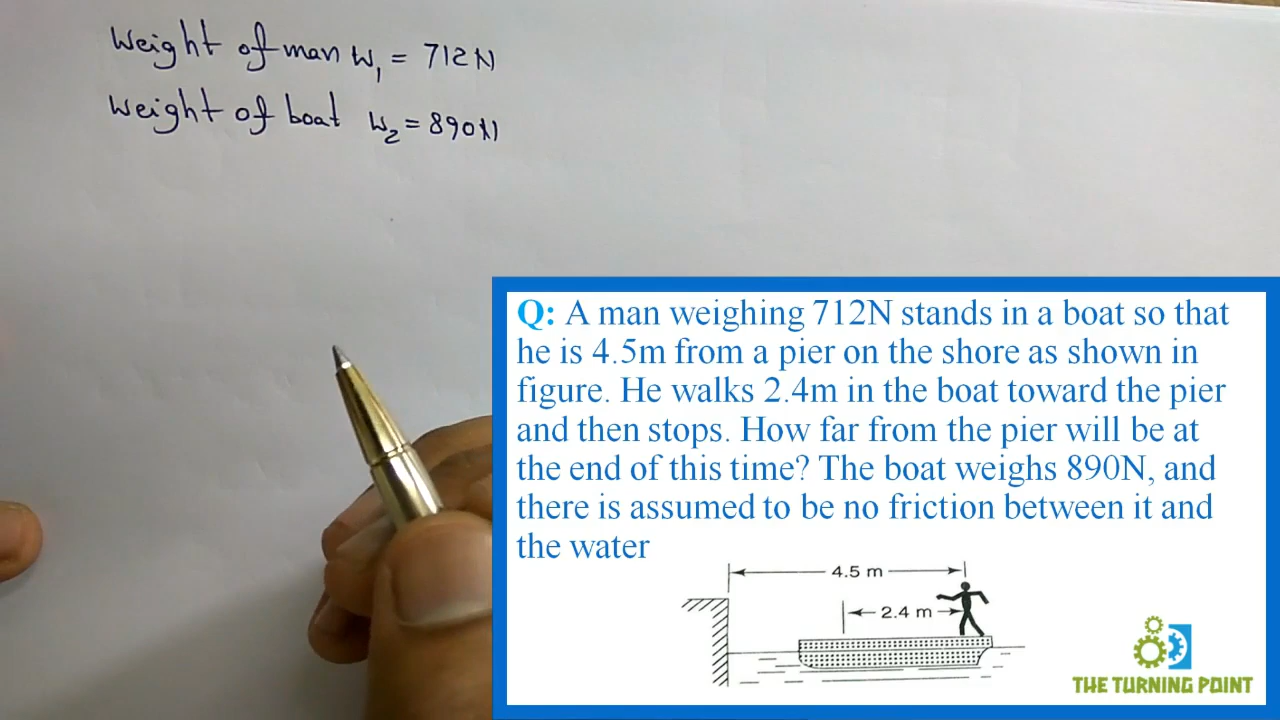 Weight of man W₁ = 712N
Weight of boat W₂ = 890N
Q: A man weighing 712N stands in a boat so that
he is 4.5m from a pier on the shore as shown in
figure. He walks 2.4m in the boat toward the pier
and then stops. How far from the pier will be at
the end of this time? The boat weighs 890N, and
there is assumed to be no friction between it and
the water
4.5 m
2.4 m
THE TURNING POINT